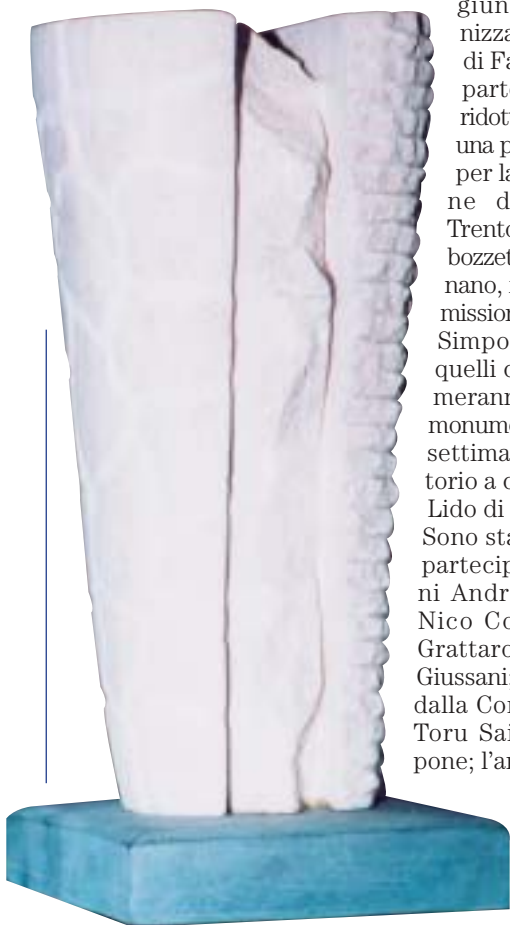 giun
nizza
di Fa
parte
ridott
una p
per la
ne d
Trento
bozzet
nano,
mission
Simpo
quelli d
merann
monume
settima
torio a d
Lido di
Sono sta
partecip
ni Andr
Nico Co
Grattaro
Giussani;
dalla Cor
Toru Sai
pone; l'ar